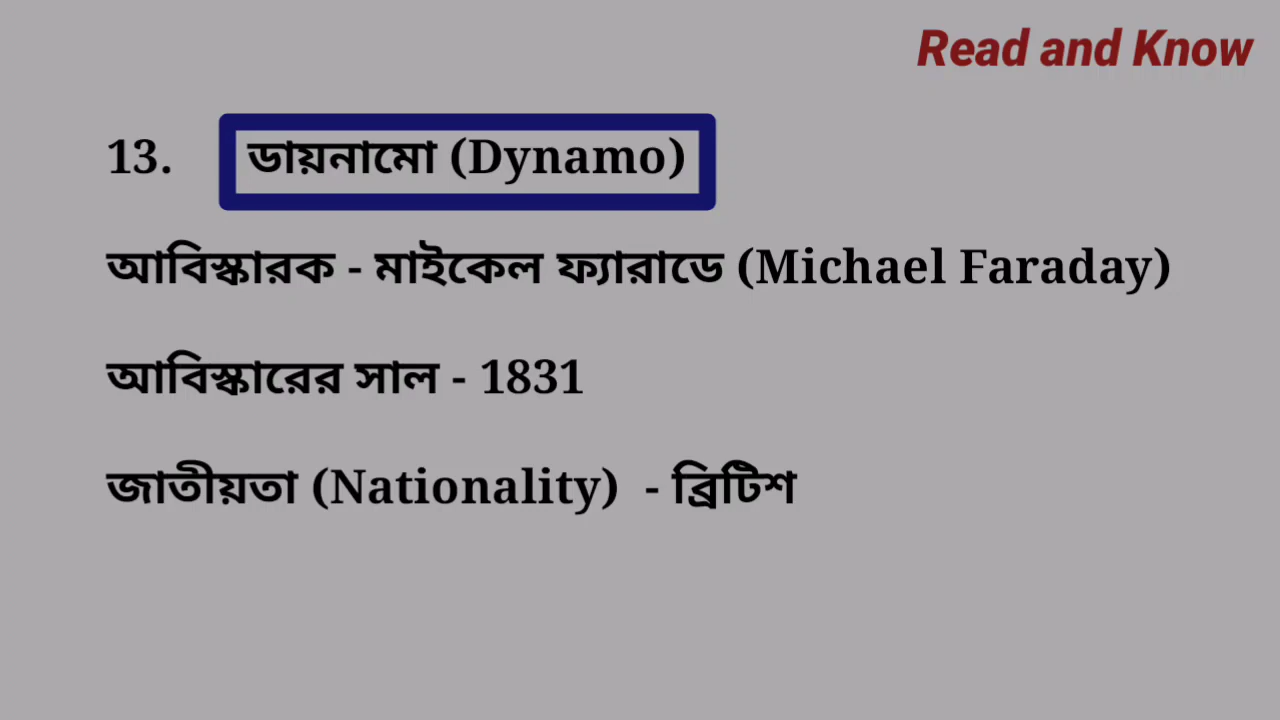 Read and Know
13. ডায়নামো (Dynamo)
আবিস্কারক - মাইকেল ফ্যারাডে (Michael Faraday)
আবিস্কারের সাল - 1831
জাতীয়তা (Nationality) - ব্রিটিশ